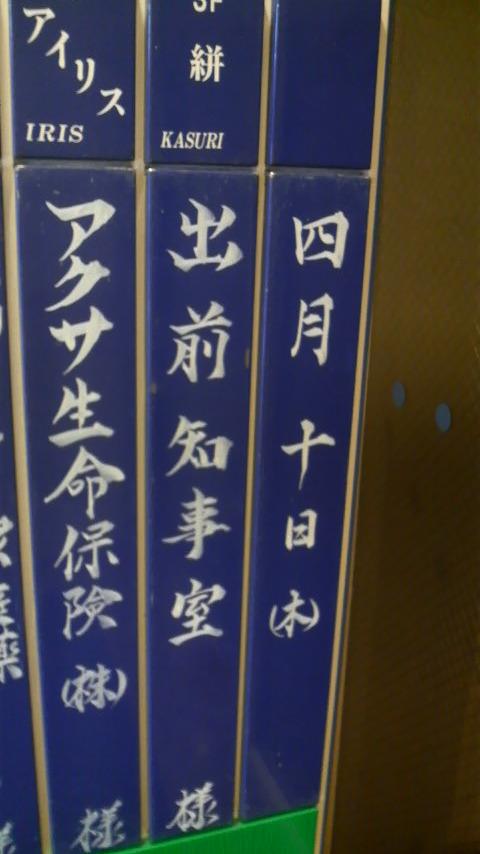 四月十日(木)
3F
絣
KASURI
出前知事室 様
アイリス
IRIS
アクサ生命保険(株) 様